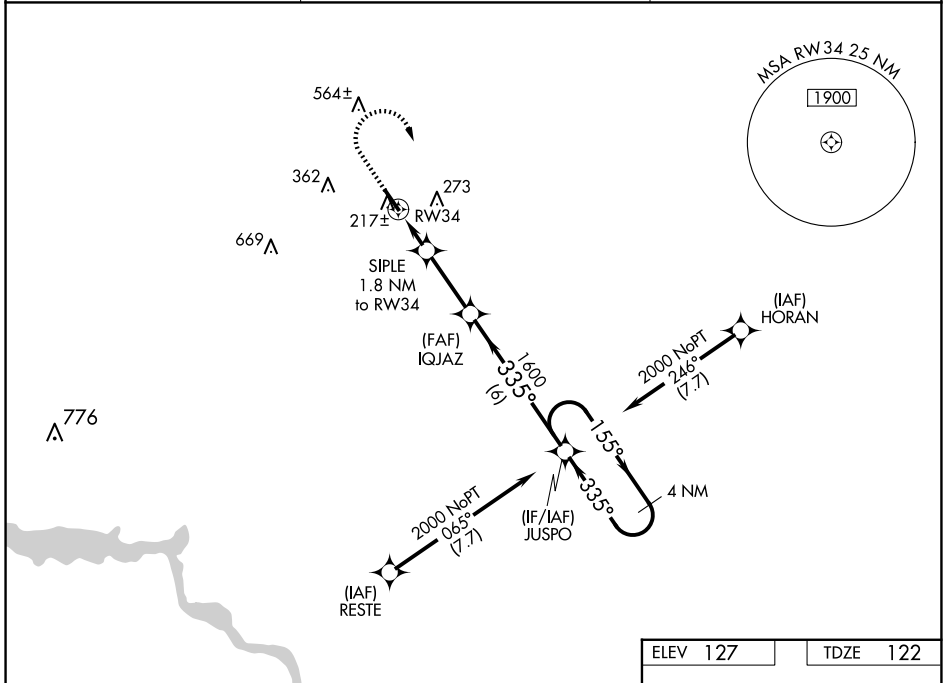 MSA RW34 25 NM
1900
564±
362
273
217±
RW34
669
SIPLE
1.8 NM
to RW34
(IAF)
HORAN
(FAF)
IQJAZ
2000 NoPT
246°
(7.7)
1600
335°
(6)
776
155°
335°
4 NM
2000 NoPT
065°
(7.7)
(IF/IAF)
JUSPO
(IAF)
RESTE
ELEV 127
TDZE 122